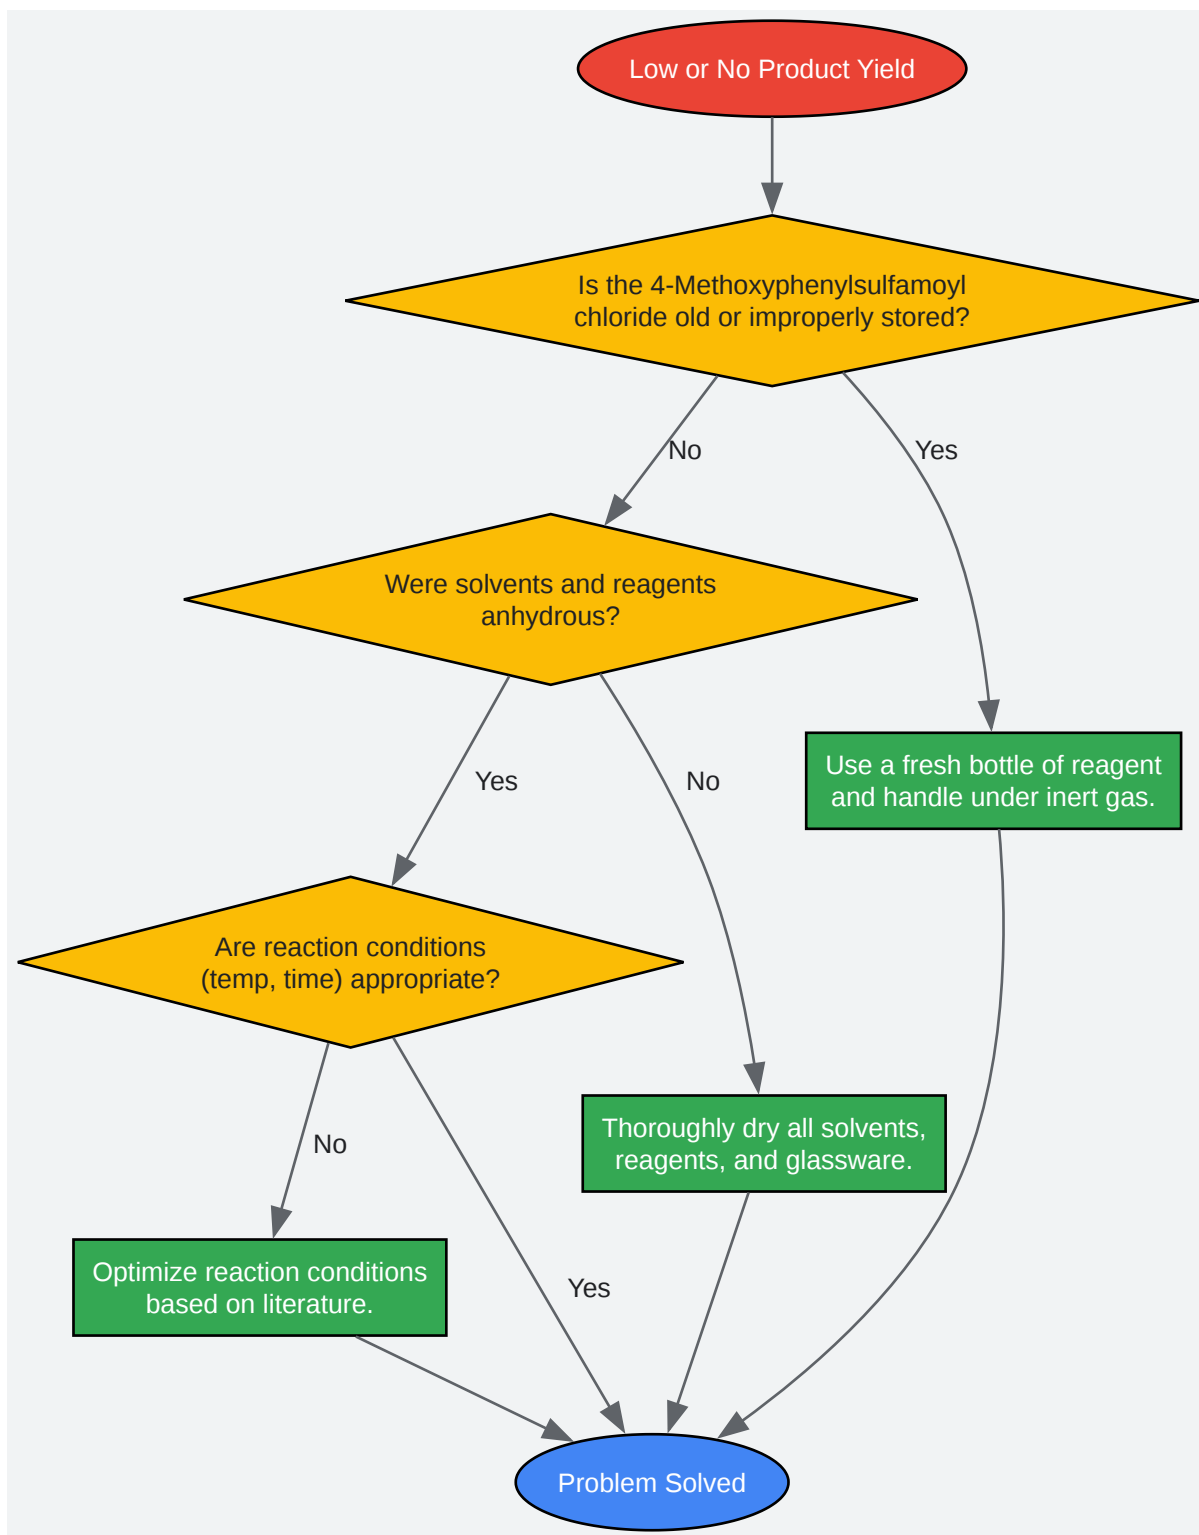 Low or No Product Yield
Is the 4-Methoxyphenylsulfamoyl
chloride old or improperly stored?
No
Yes
Were solvents and reagents
anhydrous?
Use a fresh bottle of reagent
and handle under inert gas.
Yes
No
Are reaction conditions
(temp, time) appropriate?
Thoroughly dry all solvents,
reagents, and glassware.
No
Optimize reaction conditions
based on literature.
Yes
Problem Solved